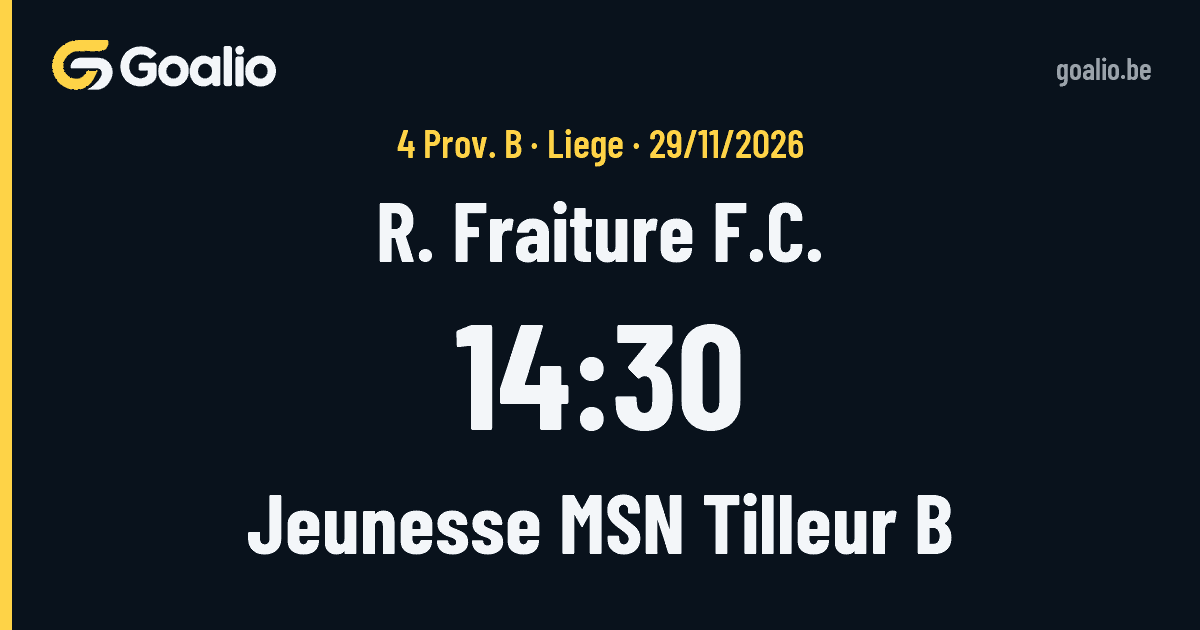 Goalio
goalio.be
4 Prov. B · Liege · 29/11/2026
R. Fraiture F.C.
14:30
Jeunesse MSN Tilleur B